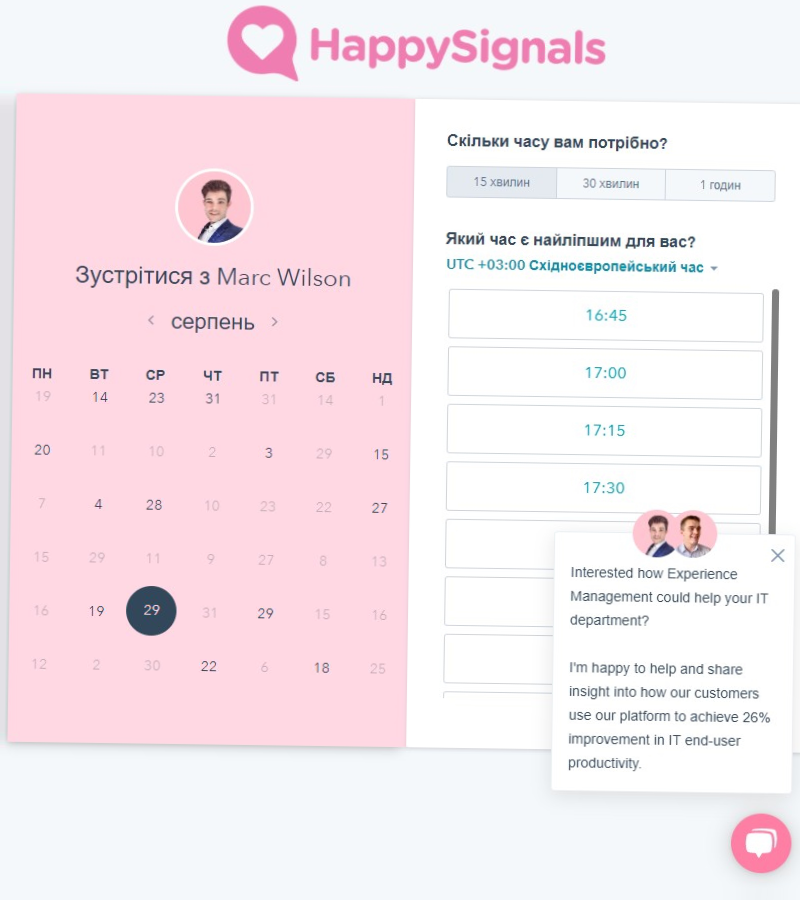 HappySignals
Зустрітися з Marc Wilson
серпень
ПН ВТ СР ЧТ ПТ СБ НД
19 14 23 31 31 14 1
20 11 10 2 3 29 15
7 4 28 10 23 22 27
15 29 11 9 27 8 13
16 19 29 31 29 15 16
12 2 30 22 6 18 25
Скільки часу вам потрібно?
15 хвилин 30 хвилин 1 годин
Який час є найліпшим для вас?
UTC +03:00 Східноєвропейський час
16:45
17:00
17:15
17:30
Interested how Experience
Management could help your IT
department?
I'm happy to help and share
insight into how our customers
use our platform to achieve 26%
improvement in IT end-user
productivity.